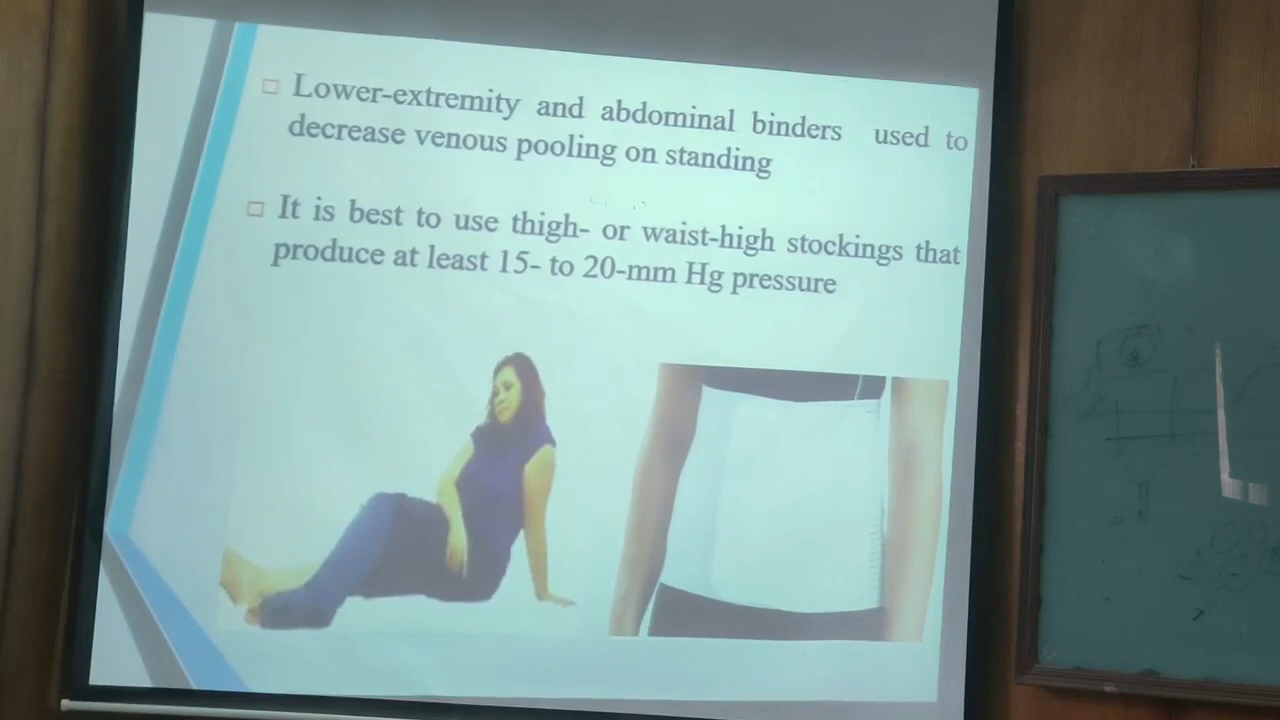 Lower-extremity and abdominal binders used to
decrease venous pooling on standing
It is best to use thigh- or waist-high stockings that
produce at least 15- to 20-mm Hg pressure